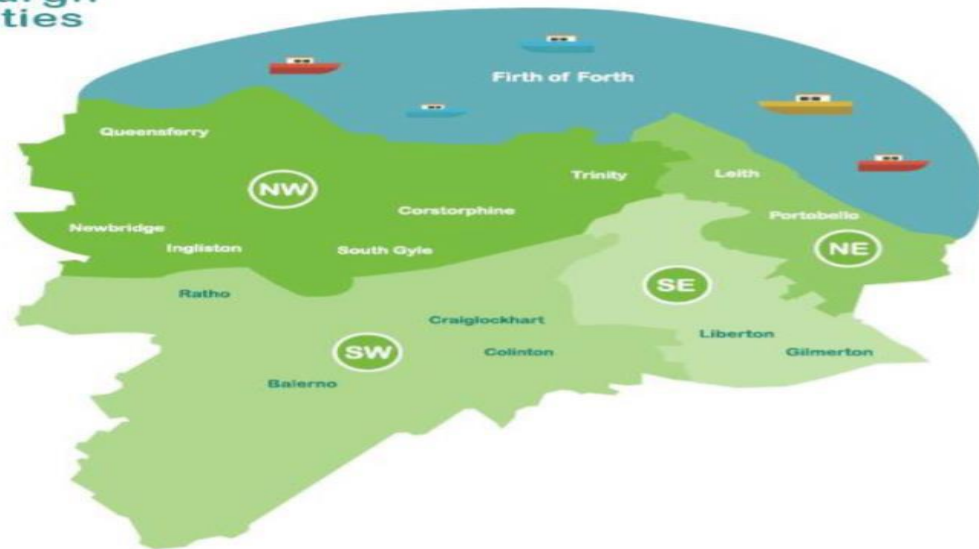 ties
Firth of Forth
Queensferry
NW
Trinity
Leith
Corstorphine
Portobello
Newbridge
Ingliston
South Gyle
NE
SE
Ratho
Craiglockhart
Liberton
SW
Colinton
Gilmerton
Balerno